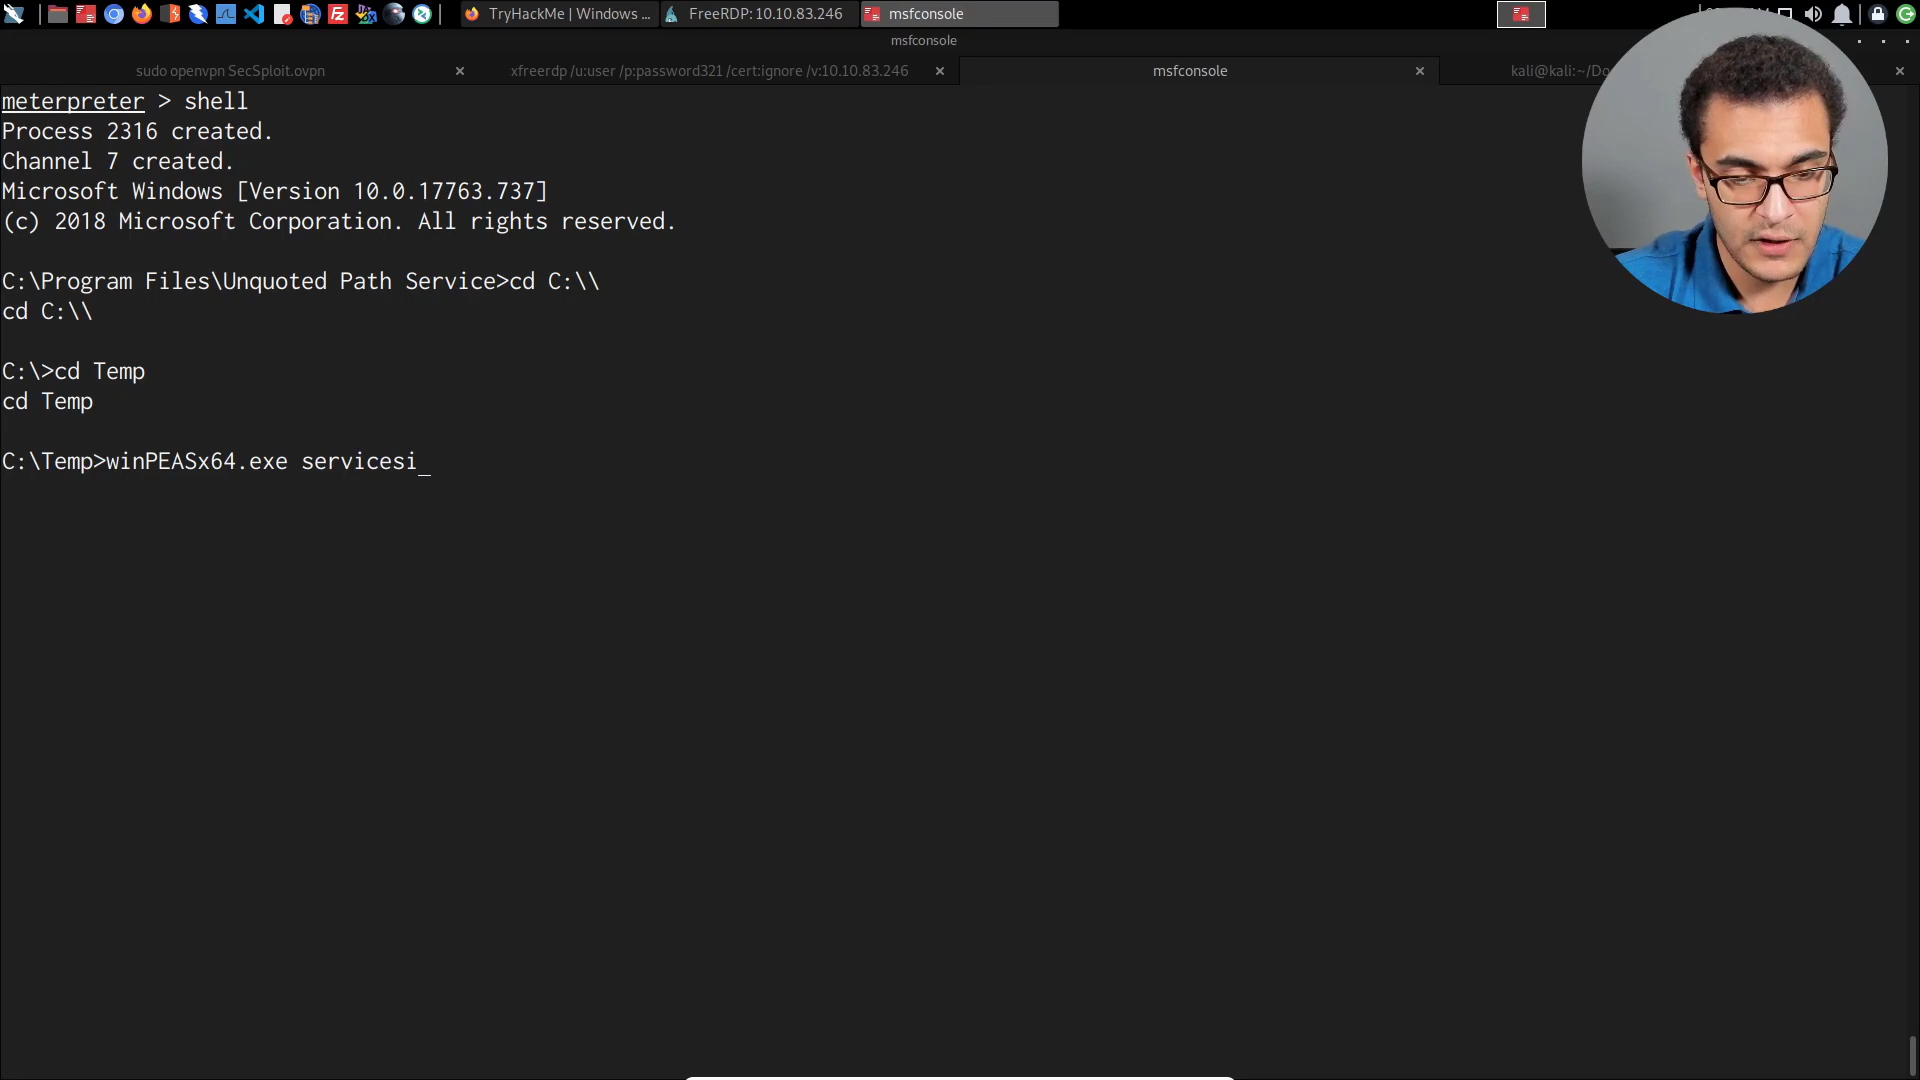 TryHackMe | Windows ...
FreeRDP: 10.10.83.246
msfconsole
msfconsole
sudo openvpn SecSploit.ovpn
xfreerdp /u:user /p:password321 /cert:ignore /v:10.10.83.246
msfconsole
kali@kali:~/Do
meterpreter > shell
Process 2316 created.
Channel 7 created.
Microsoft Windows [Version 10.0.17763.737]
(c) 2018 Microsoft Corporation. All rights reserved.
C:\Program Files\Unquoted Path Service>cd C:\\
cd C:\\
C:\>cd Temp
cd Temp
C:\Temp>winPEASx64.exe servicesi_